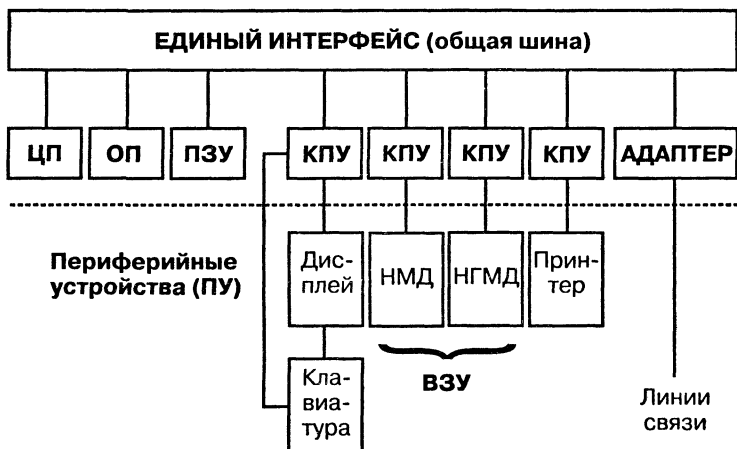 ЕДИНЫЙ ИНТЕРФЕЙС (общая шина)
ЦП ОП ПЗУ КПУ КПУ КПУ КПУ АДАПТЕР
Периферийные
устройства (ПУ)
Дис-
плей
НМД
НГМД
Прин-
тер
Кла-
виа-
тура
ВЗУ
Линии
связи